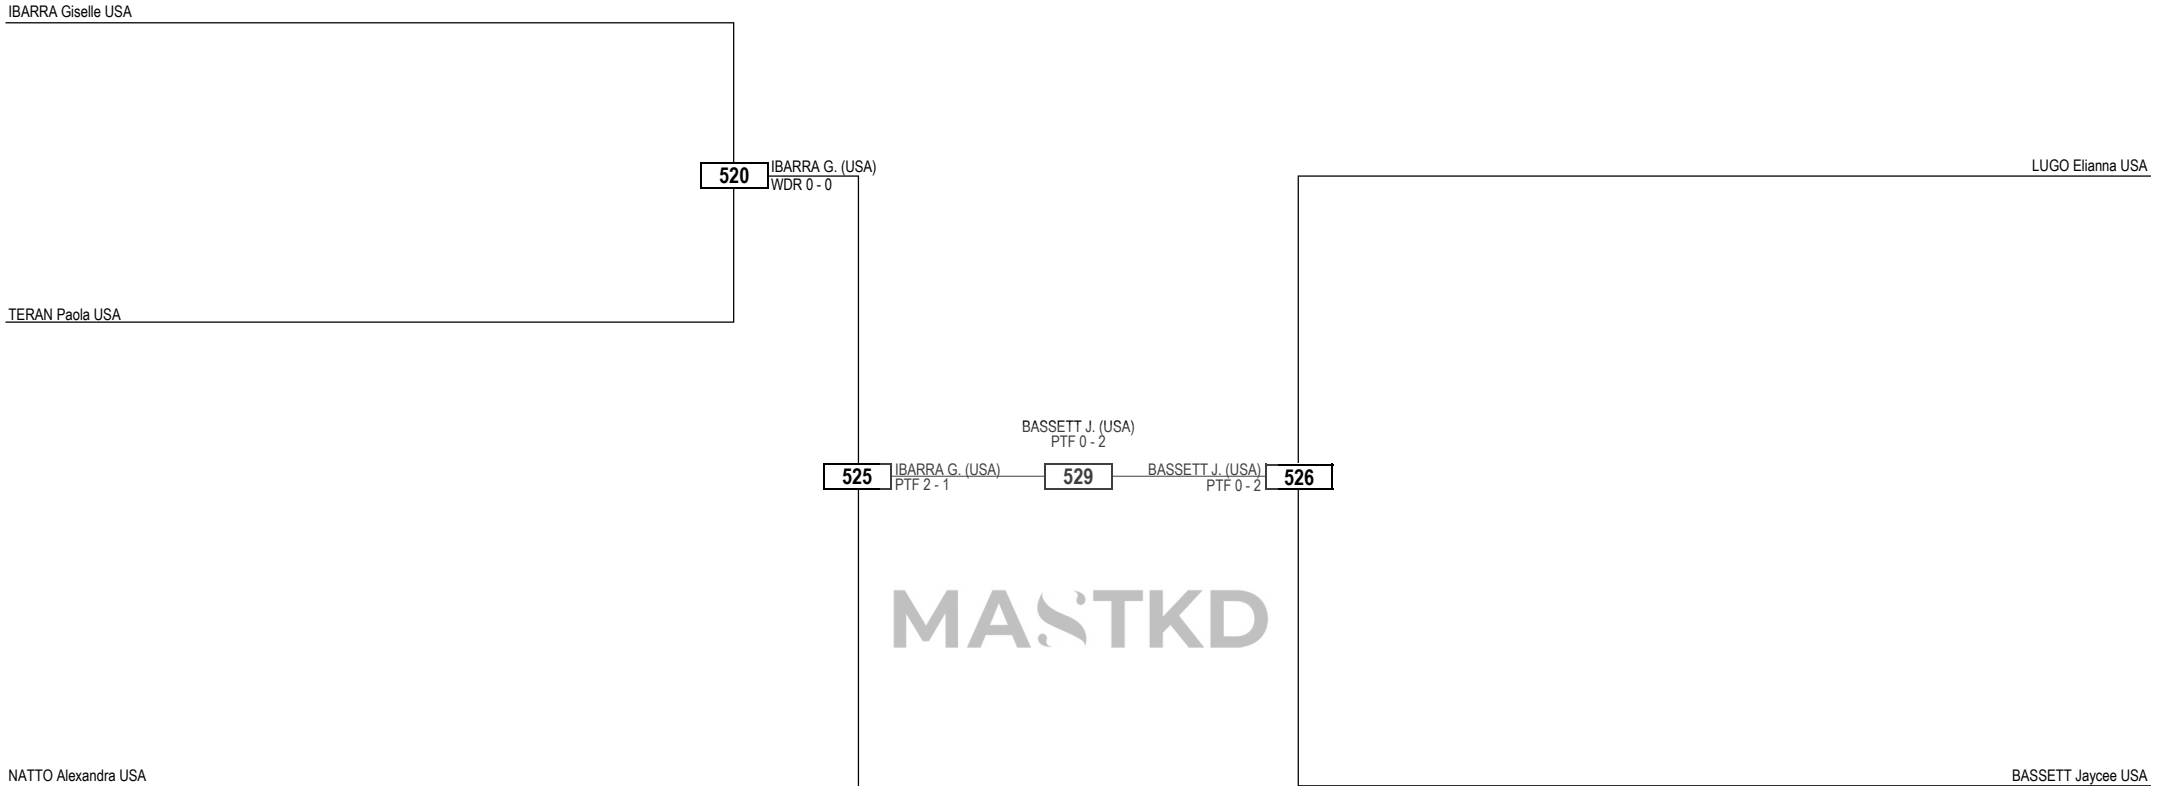 IBARRA Giselle USA
520
IBARRA G. (USA)
WDR 0 - 0
LUGO Elianna USA
TERAN Paola USA
BASSETT J. (USA)
PTF 0 - 2
525
IBARRA G. (USA)
PTF 2 - 1
529
BASSETT J. (USA)
PTF 0 - 2
526
MASTKD
NATTO Alexandra USA
BASSETT Jaycee USA